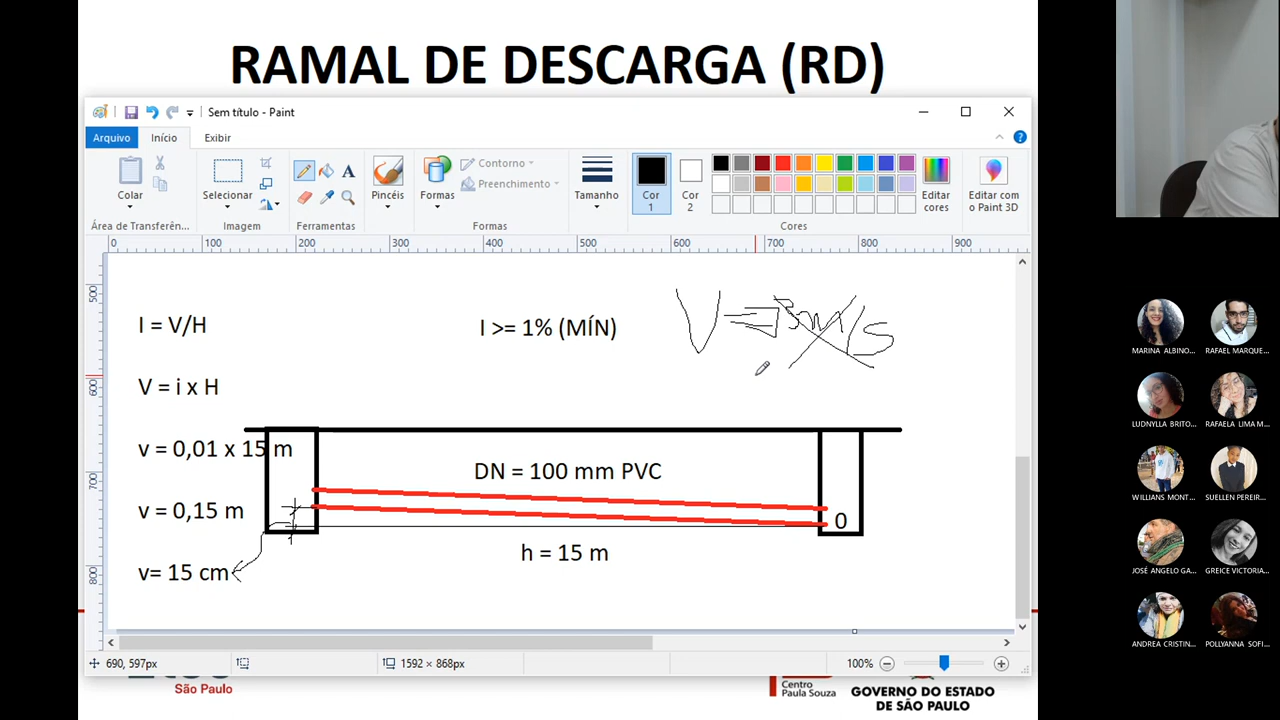 RAMAL DE DESCARGA (RD)
Sem título - Paint
Arquivo Início Exibir
Colar
Selecionar
Pincéis
Formas
Contorno
Preenchimento
Tamanho
Cor 1
Cor 2
Editar cores
Editar com o Paint 3D
Área de Transferên... Imagem Ferramentas Formas Cores
0 100 200 300 400 500 600 700 800 900
500
600
700
800
I = V/H
I >= 1% (MÍN)
V = 3m/s
V = i x H
v = 0,01 x 15 m
DN = 100 mm PVC
v = 0,15 m
0
h = 15 m
v= 15 cm
690, 597px
1592 × 868px
100%
São Paulo
Centro
Paula Souza
GOVERNO DO ESTADO
DE SÃO PAULO
MARINA ALBINO...
RAFAEL MARQUE...
LUDNYLLA BRITO...
RAFAELA LIMA M...
WILLIANS MONT...
SUELLEN PEREIR...
JOSÉ ANGELO GA...
GREICE VICTORIA...
ANDREA CRISTIN...
POLLYANNA SOFI...